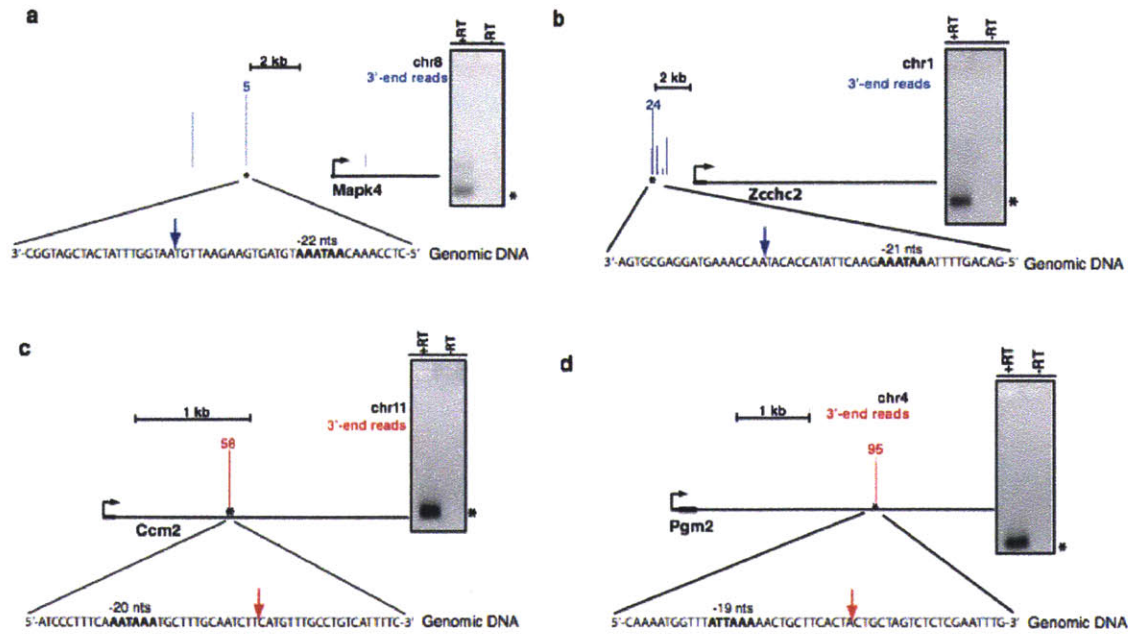 a
+RT -RT
chr8
2 kb
3'-end reads
5
Mapk4
*
-22 nts
3'-CGGTAGCTACTATTTGGTAATGTTAAGAAGTGATGTAAATAACAAACCTC-5' Genomic DNA
b
+RT -RT
chr1
2 kb
3'-end reads
24
*
Zcchc2
*
-21 nts
3'-AGTGCGAGGATGAAACCAATACACCATATTCAAGAAATAAATTTTGACAG-5' Genomic DNA
c
+RT -RT
chr11
1 kb
3'-end reads
58
*
Ccm2
*
-20 nts
5'-ATCCCTTTCAAATAAATGCTTTGCAATCTTCATGTTTGCCTGTCATTTTC-3' Genomic DNA
d
+RT -RT
chr4
1 kb
3'-end reads
95
*
Pgm2
*
-19 nts
5'-CAAAATGGTTTATTAAAAACTGCTTCACTACTGCTAGTCTCTCGAATTTG-3' Genomic DNA